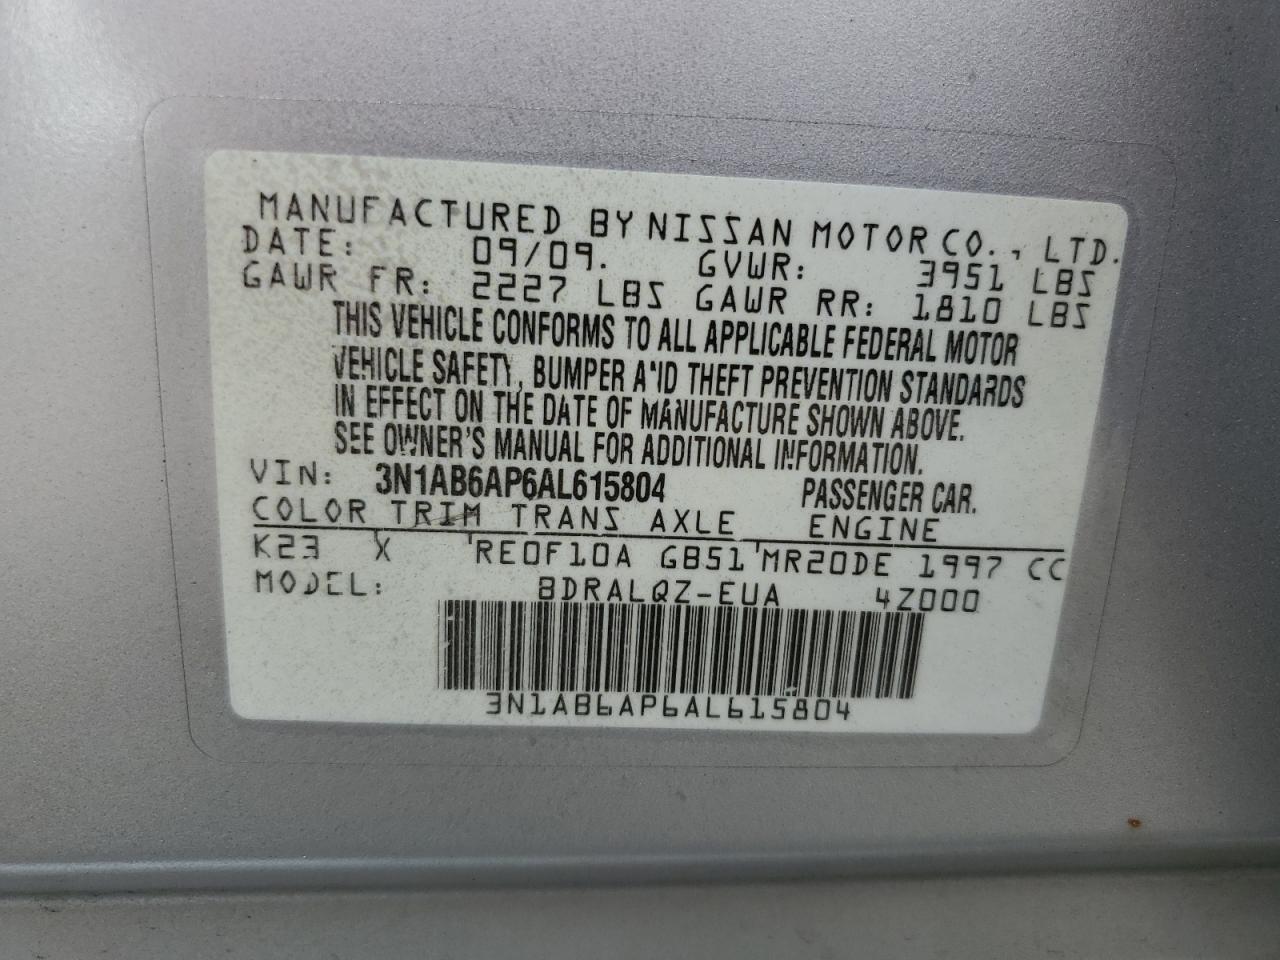 MANUFACTURED BY NISSAN MOTOR CO., LTD.
DATE: 09/09. GVWR: 3951 LBS
GAWR FR: 2227 LBS GAWR RR: 1810 LBS
THIS VEHICLE CONFORMS TO ALL APPLICABLE FEDERAL MOTOR
VEHICLE SAFETY, BUMPER AND THEFT PREVENTION STANDARDS
IN EFFECT ON THE DATE OF MANUFACTURE SHOWN ABOVE.
SEE OWNER'S MANUAL FOR ADDITIONAL INFORMATION.
VIN: 3N1AB6AP6AL615804 PASSENGER CAR.
COLOR TRIM TRANS AXLE ENGINE
K23 X RE0F10A GB51 MR20DE 1997 CC
MODEL: BDRALQZ-EUA 4Z000
3N1AB6AP6AL615804